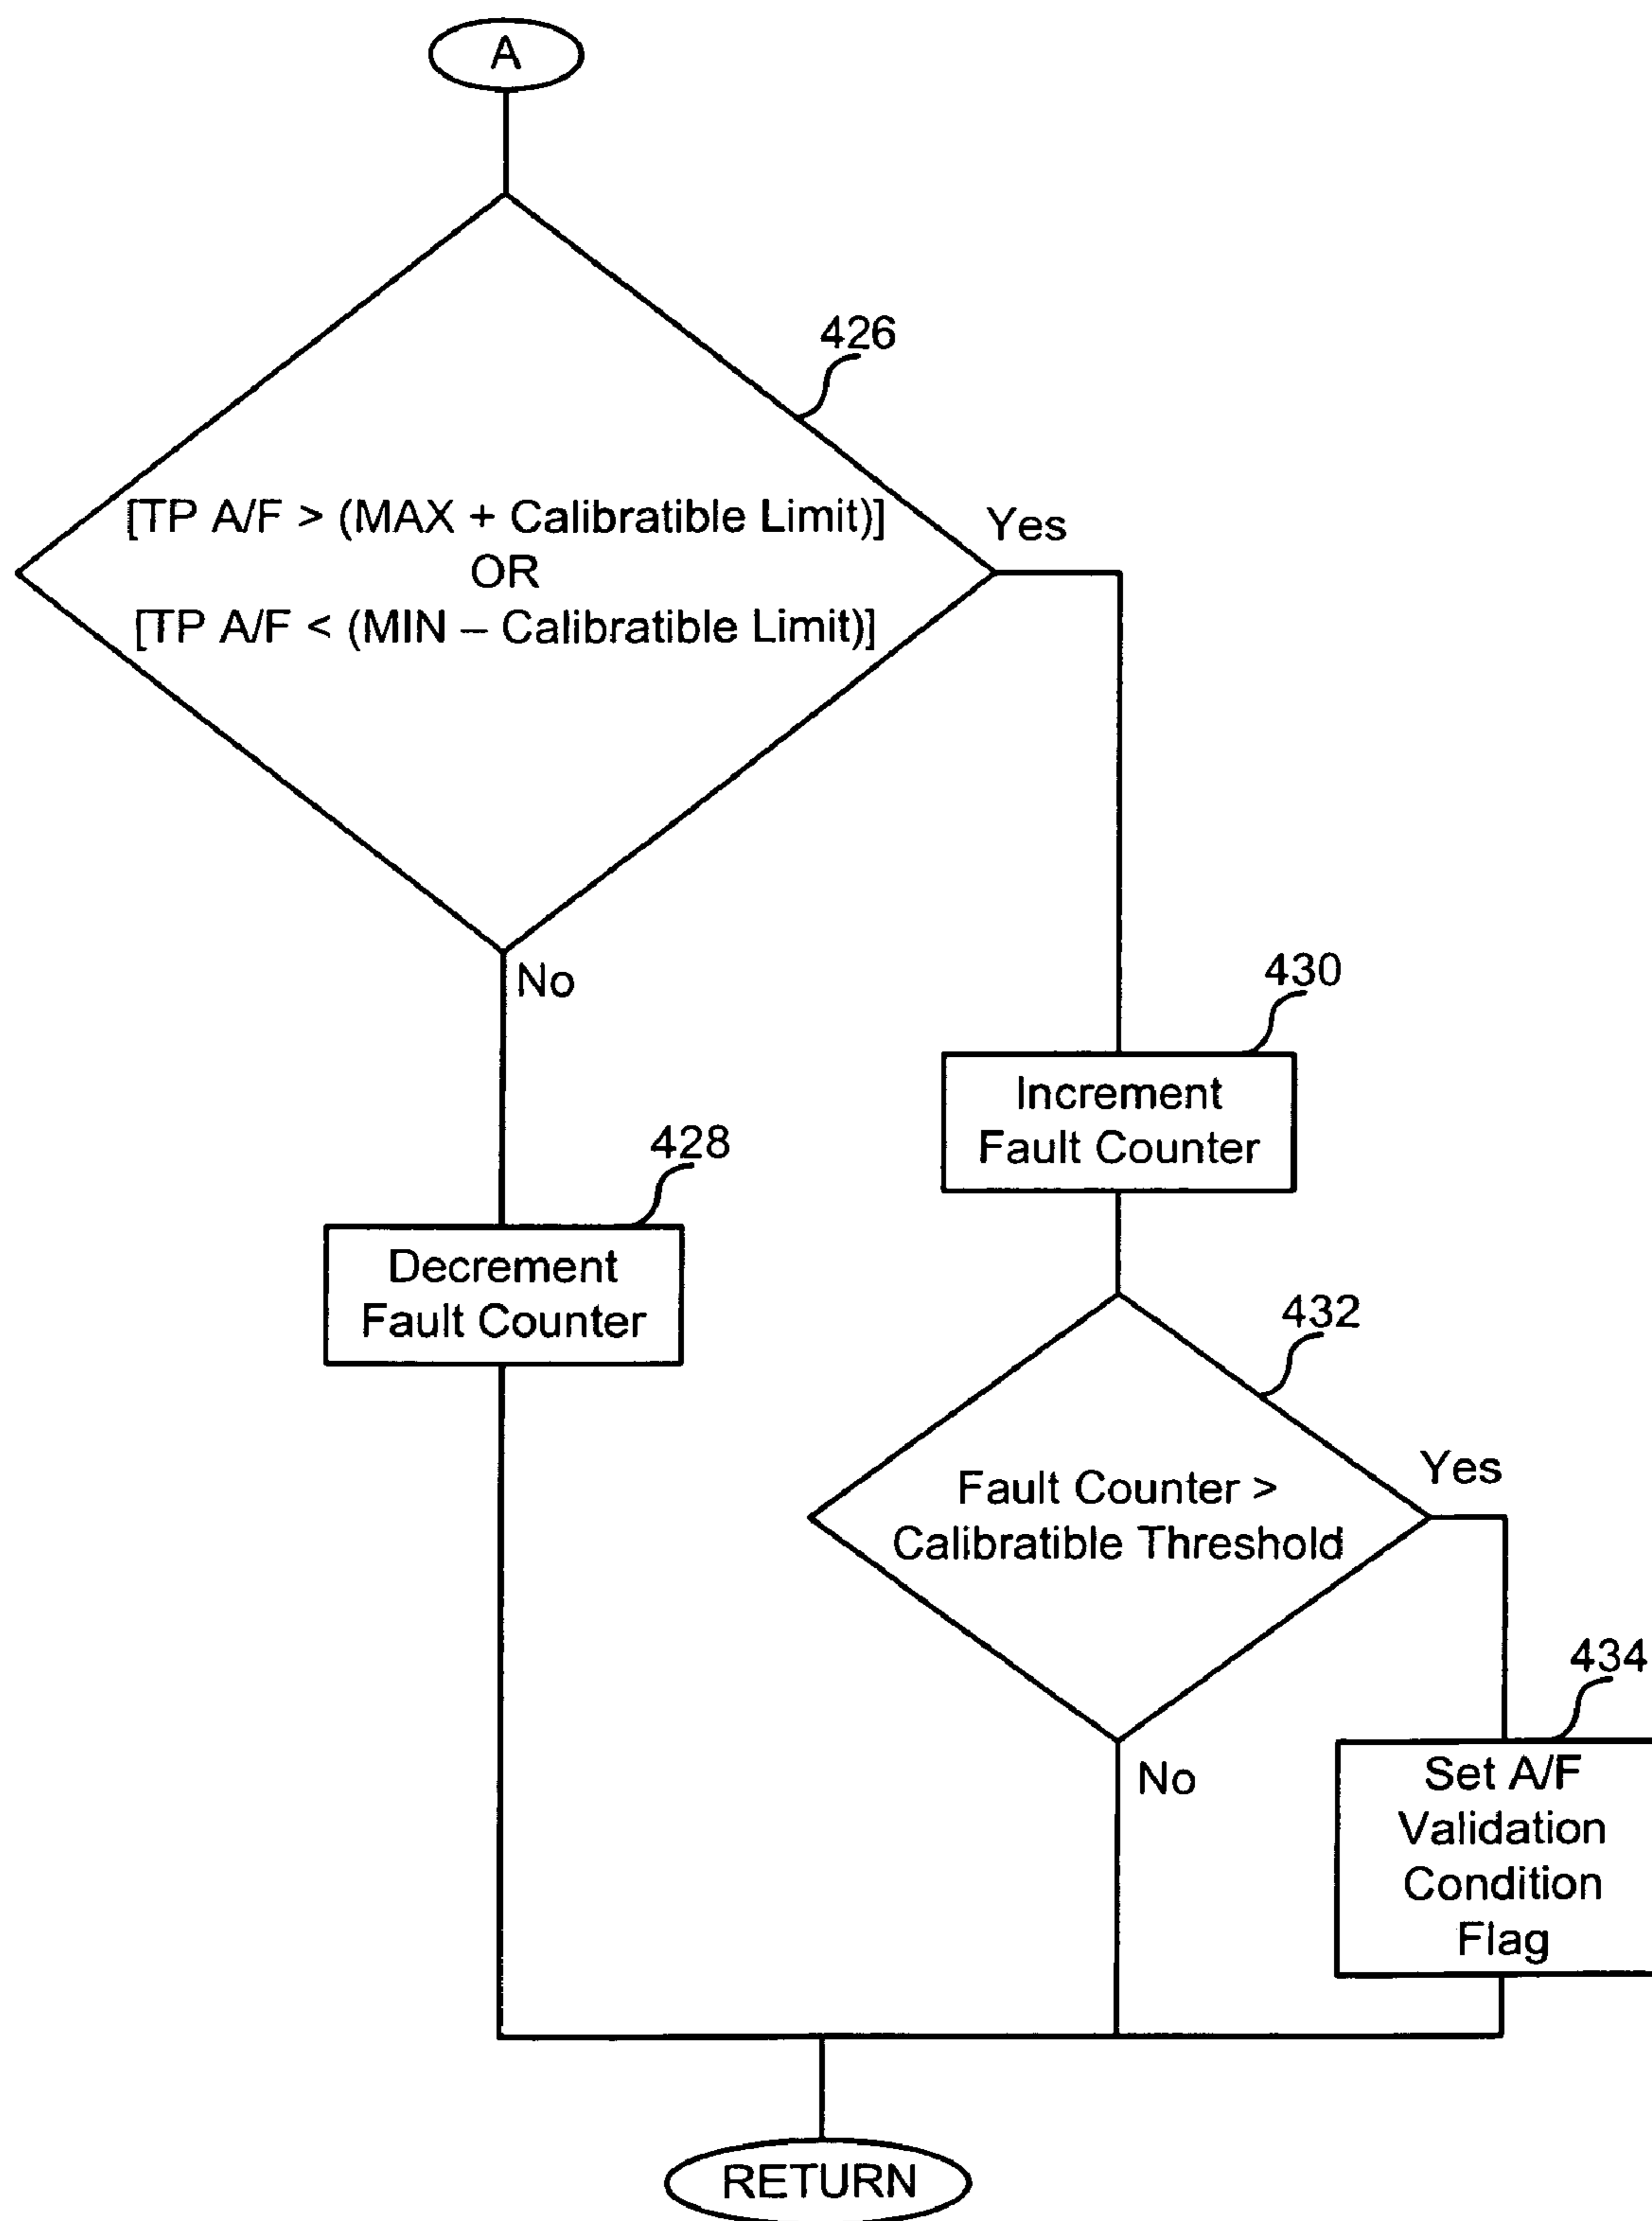 A
426
[TP A/F > (MAX + Calibratible Limit)]
OR
[TP A/F < (MIN – Calibratible Limit)]
Yes
No
430
Increment
Fault Counter
428
Decrement
Fault Counter
432
Fault Counter >
Calibratible Threshold
Yes
No
434
Set A/F
Validation
Condition
Flag
RETURN